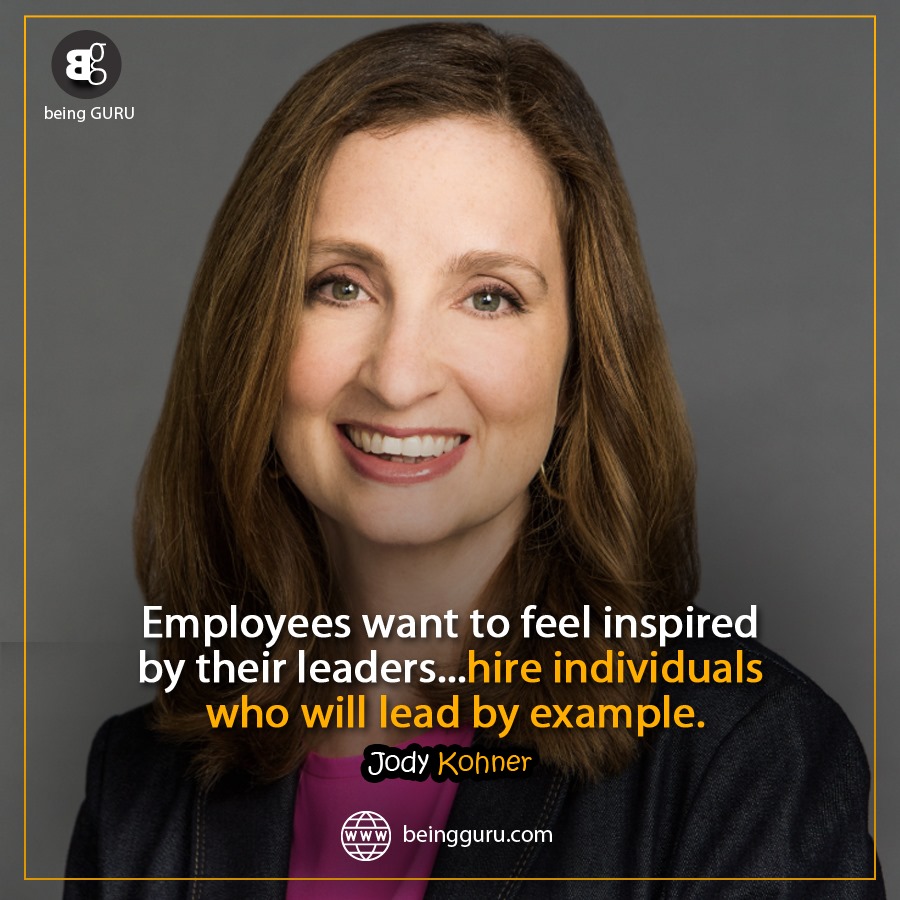 being GURU
Employees want to feel inspired
by their leaders...hire individuals
who will lead by example.
Jody Kohner
www
beingguru.com